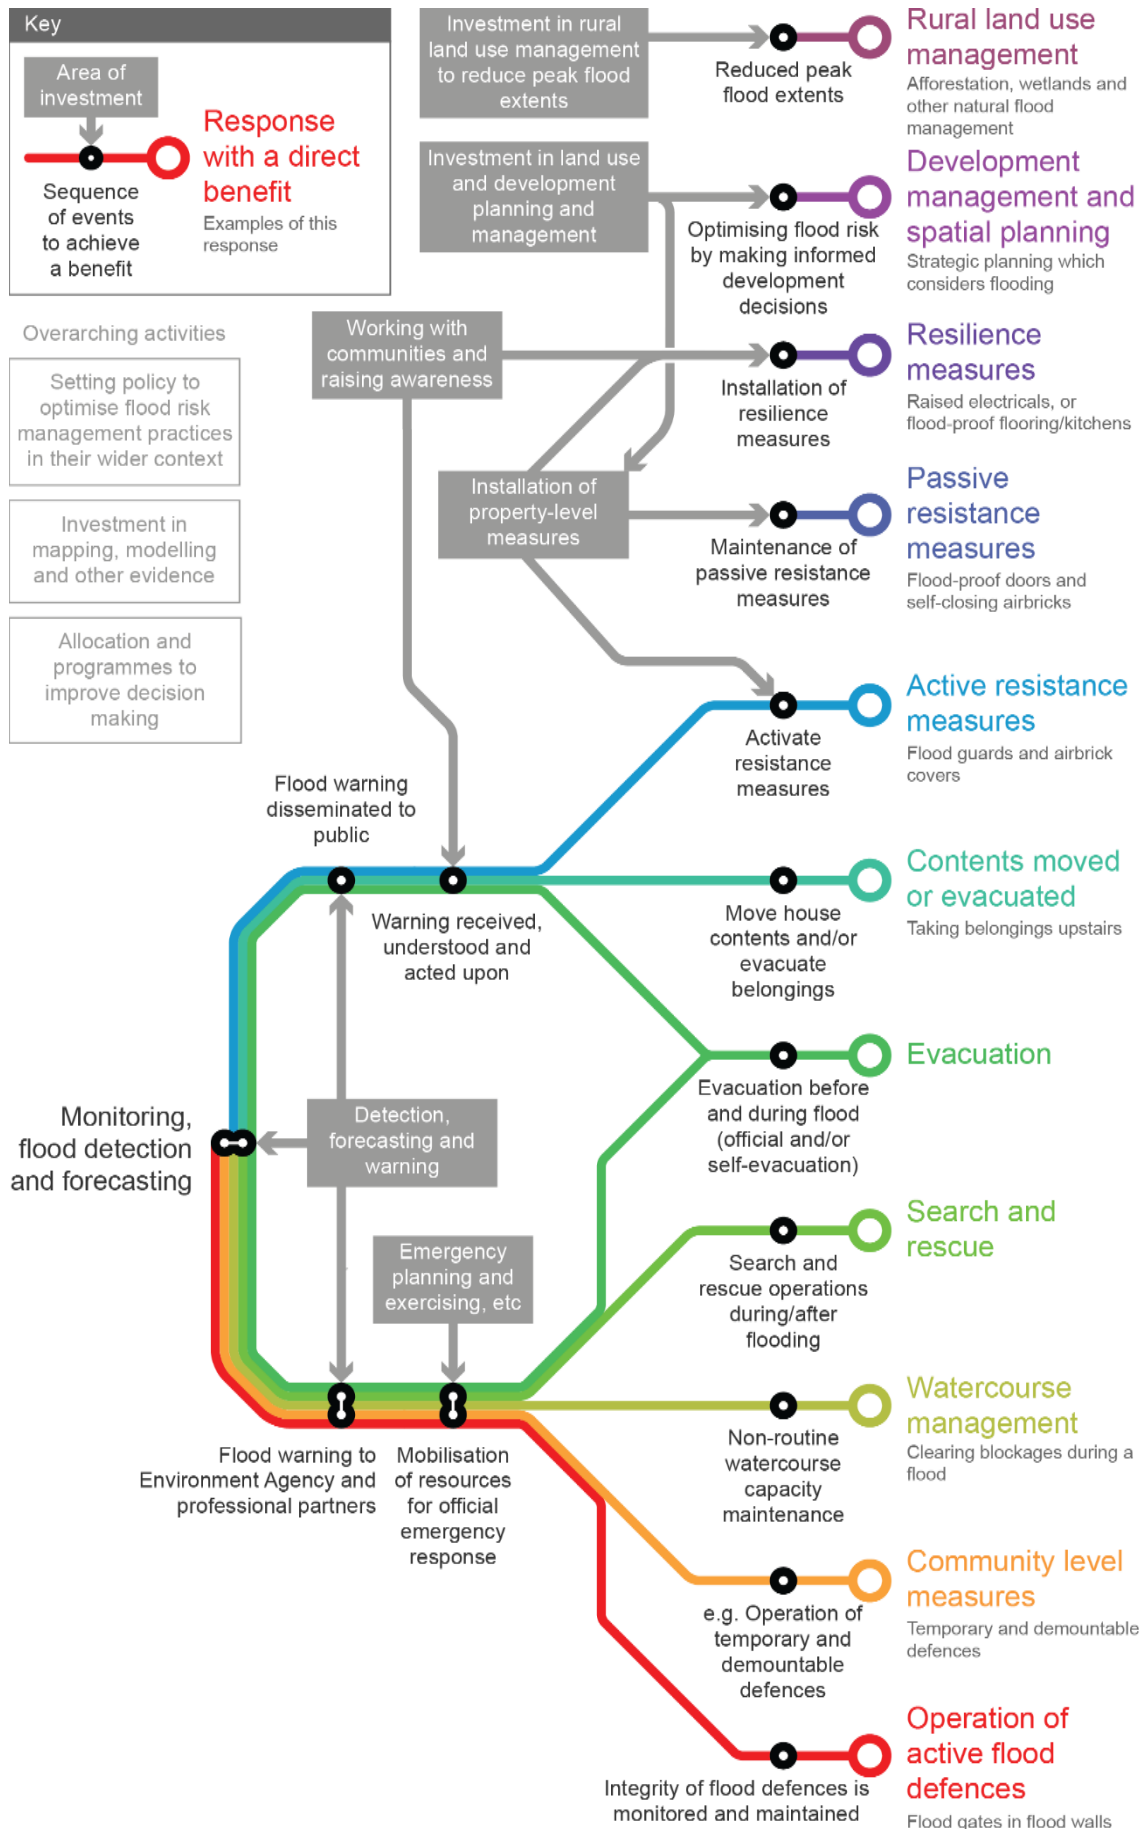 Key
Area of
investment
Response
with a direct
benefit
Examples of this
response
Sequence
of events
to achieve
a benefit
Overarching activities
Setting policy to
optimise flood risk
management practices
in their wider context
Investment in
mapping, modelling
and other evidence
Allocation and
programmes to
improve decision
making
Investment in rural
land use management
to reduce peak flood
extents
Reduced peak
flood extents
Rural land use
management
Afforestation, wetlands and
other natural flood
management
Investment in land use
and development
planning and
management
Optimising flood risk
by making informed
development
decisions
Development
management and
spatial planning
Strategic planning which
considers flooding
Working with
communities and
raising awareness
Installation of
resilience
measures
Resilience
measures
Raised electricals, or
flood-proof flooring/kitchens
Installation of
property-level
measures
Maintenance of
passive resistance
measures
Passive
resistance
measures
Flood-proof doors and
self-closing airbricks
Activate
resistance
measures
Active resistance
measures
Flood guards and airbrick
covers
Flood warning
disseminated to
public
Warning received,
understood and
acted upon
Move house
contents and/or
evacuate
belongings
Contents moved
or evacuated
Taking belongings upstairs
Monitoring,
flood detection
and forecasting
Detection,
forecasting and
warning
Evacuation before
and during flood
(official and/or
self-evacuation)
Evacuation
Emergency
planning and
exercising, etc
Search and
rescue operations
during/after
flooding
Search and
rescue
Flood warning to
Environment Agency and
professional partners
Mobilisation
of resources
for official
emergency
response
Non-routine
watercourse
capacity
maintenance
Watercourse
management
Clearing blockages during a
flood
e.g. Operation of
temporary and
demountable
defences
Community level
measures
Temporary and demountable
defences
Integrity of flood defences is
monitored and maintained
Operation of
active flood
defences
Flood gates in flood walls